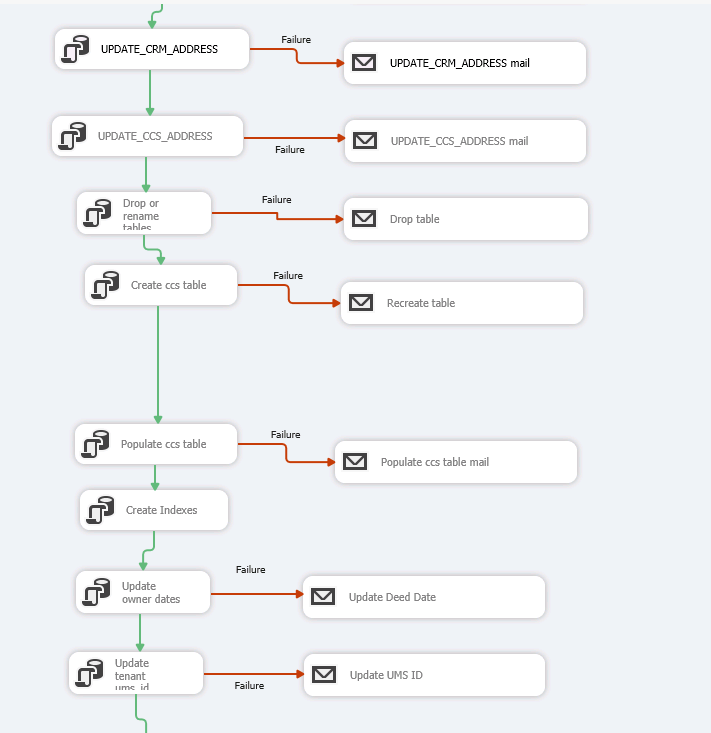 Failure
UPDATE_CRM_ADDRESS
UPDATE_CRM_ADDRESS mail
UPDATE_CCS_ADDRESS
UPDATE_CCS_ADDRESS mail
Failure
Failure
Drop or
rename
tables
Drop table
Failure
Create ccs table
Recreate table
Failure
Populate ccs table
Populate ccs table mail
Create Indexes
Failure
Update
owner dates
Update Deed Date
Update
tenant
ums_id
Update UMS ID
Failure